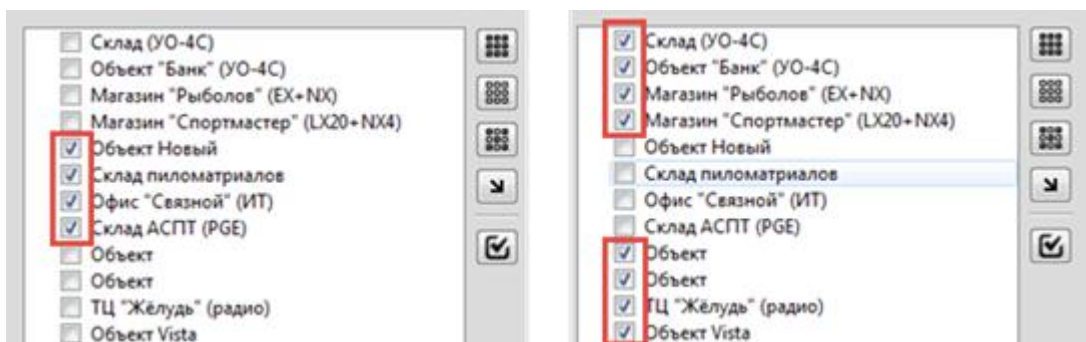 Склад (УО-4С)
Объект "Банк" (УО-4С)
Магазин "Рыболов" (EX+NX)
Магазин "Спортмастер" (LX20+NX4)
Объект Новый
Склад пиломатриалов
Офис "Связной" (ИТ)
Склад АСПТ (PGE)
Объект
Объект
ТЦ "Жёлудь" (радио)
Объект Vista
Склад (УО-4С)
Объект "Банк" (УО-4С)
Магазин "Рыболов" (EX+NX)
Магазин "Спортмастер" (LX20+NX4)
Объект Новый
Склад пиломатриалов
Офис "Связной" (ИТ)
Склад АСПТ (PGE)
Объект
Объект
ТЦ "Жёлудь" (радио)
Объект Vista